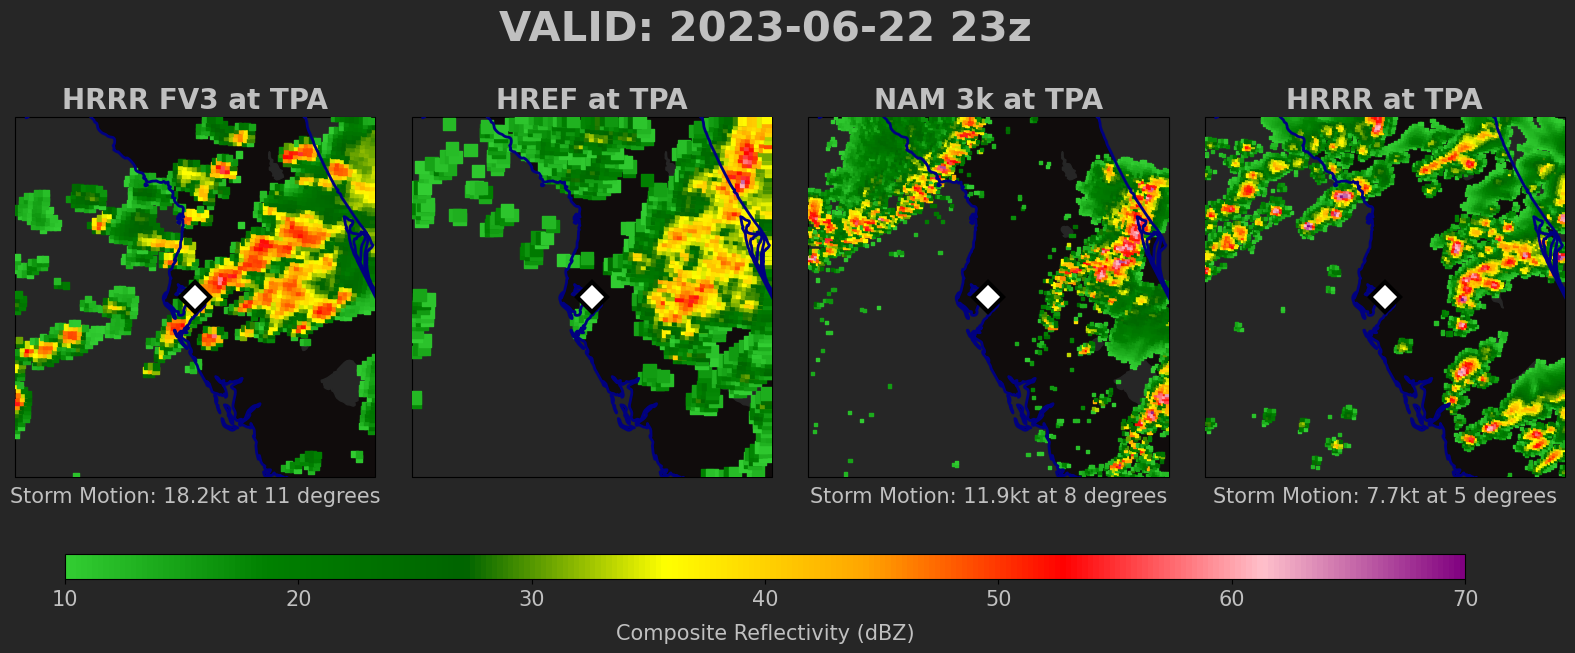 VALID: 2023-06-22 23z
HRRR FV3 at TPA
HREF at TPA
NAM 3k at TPA
HRRR at TPA
Storm Motion: 18.2kt at 11 degrees
Storm Motion: 11.9kt at 8 degrees
Storm Motion: 7.7kt at 5 degrees
10 20 30 40 50 60 70
Composite Reflectivity (dBZ)